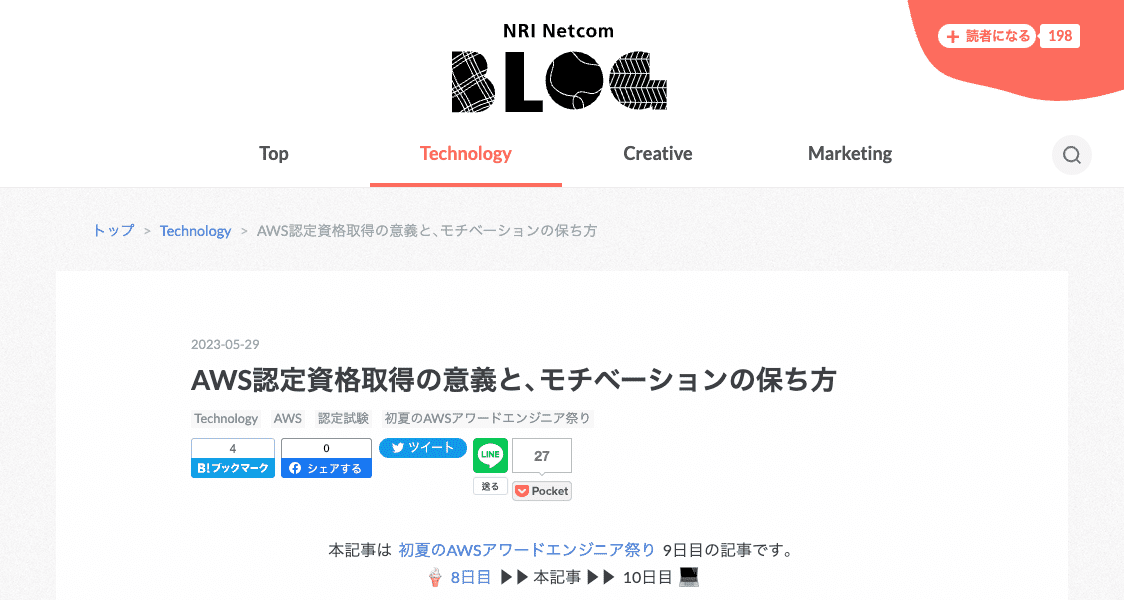 NRI Netcom
BLOG
+ 読者になる 198
Top Technology Creative Marketing
トップ > Technology > AWS認定資格取得の意義と、モチベーションの保ち方
2023-05-29
AWS認定資格取得の意義と、モチベーションの保ち方
Technology AWS 認定試験 初夏のAWSアワードエンジニア祭り
4 0 ツイート LINE 27
B!ブックマーク シェアする 送る Pocket
本記事は 初夏のAWSアワードエンジニア祭り 9日目の記事です。
🍧 8日目 ▶▶ 本記事 ▶▶ 10日目 💻